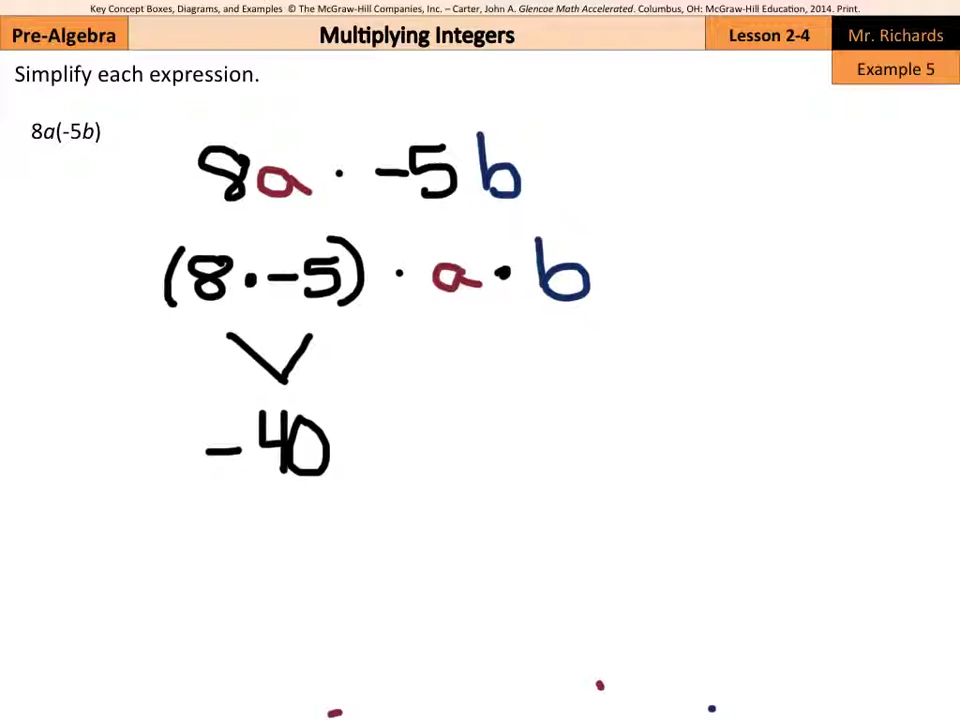 Key Concept Boxes, Diagrams, and Examples © The McGraw-Hill Companies, Inc. – Carter, John A. Glencoe Math Accelerated. Columbus, OH: McGraw-Hill Education, 2014. Print.
Pre-Algebra Multiplying Integers Lesson 2-4 Mr. Richards
Example 5
Simplify each expression.
8a(-5b)
8a · -5b
(8 · -5) · a · b
-40